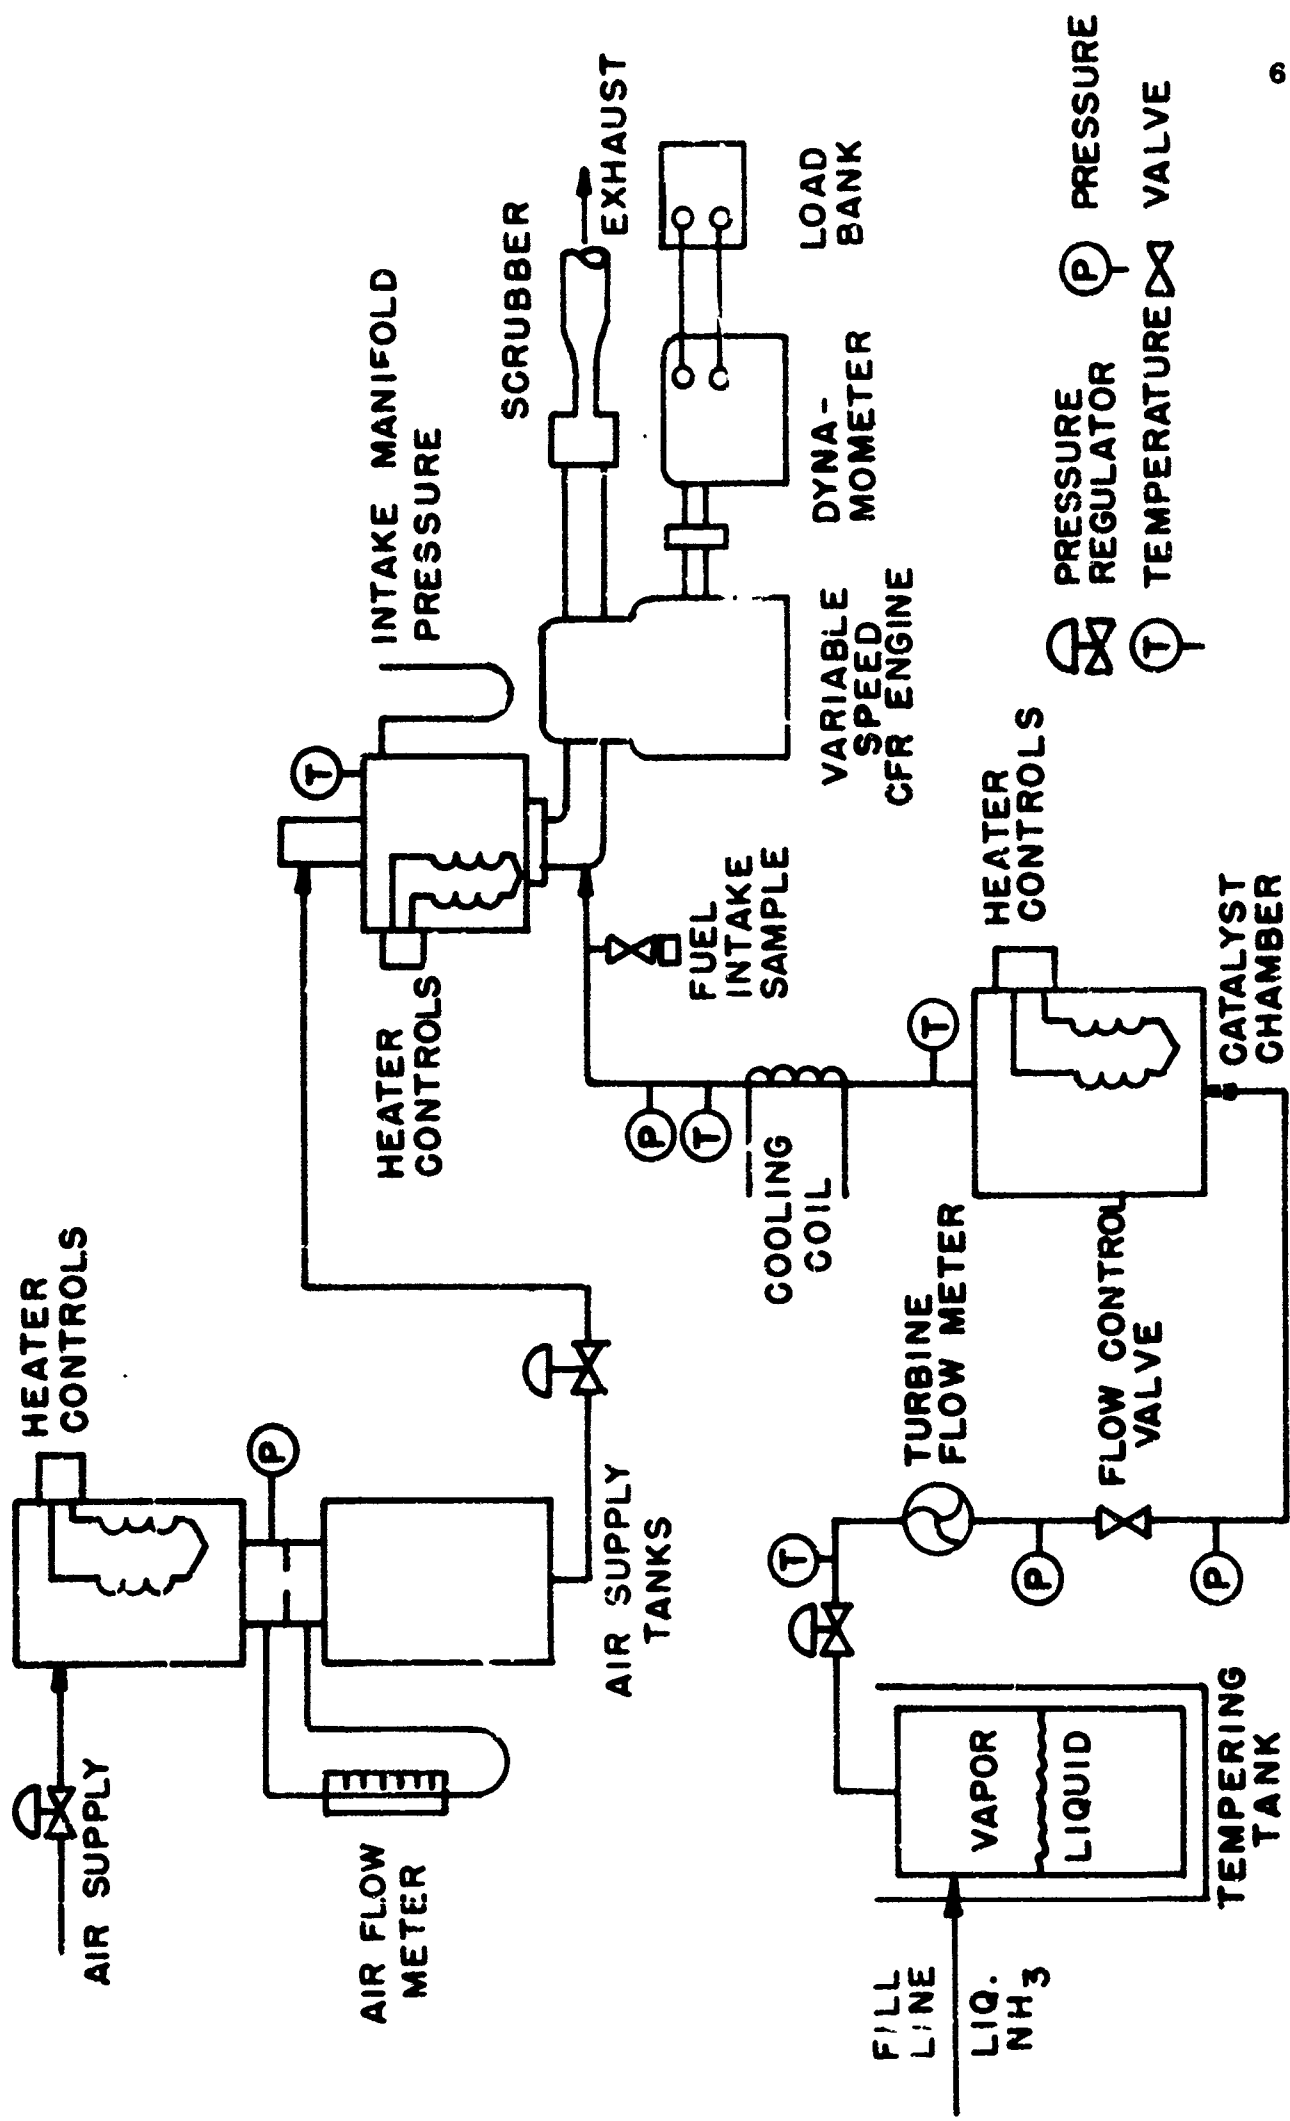 AIR SUPPLY
HEATER
CONTROLS
P
AIR FLOW
METER
AIR SUPPLY
TANKS
HEATER
CONTROLS
T
INTAKE MANIFOLD
PRESSURE
SCRUBBER
EXHAUST
FUEL
INTAKE
SAMPLE
VARIABLE
SPEED
CFR ENGINE
DYNA-
MOMETER
LOAD
BANK
FILL
LINE
LIQ.
NH3
VAPOR
LIQUID
TEMPERING
TANK
T
TURBINE
FLOW METER
P
FLOW CONTROL
VALVE
P
COOLING
COIL
P
T
T
HEATER
CONTROLS
CATALYST
CHAMBER
PRESSURE
REGULATOR
P PRESSURE
T TEMPERATURE
VALVE
6